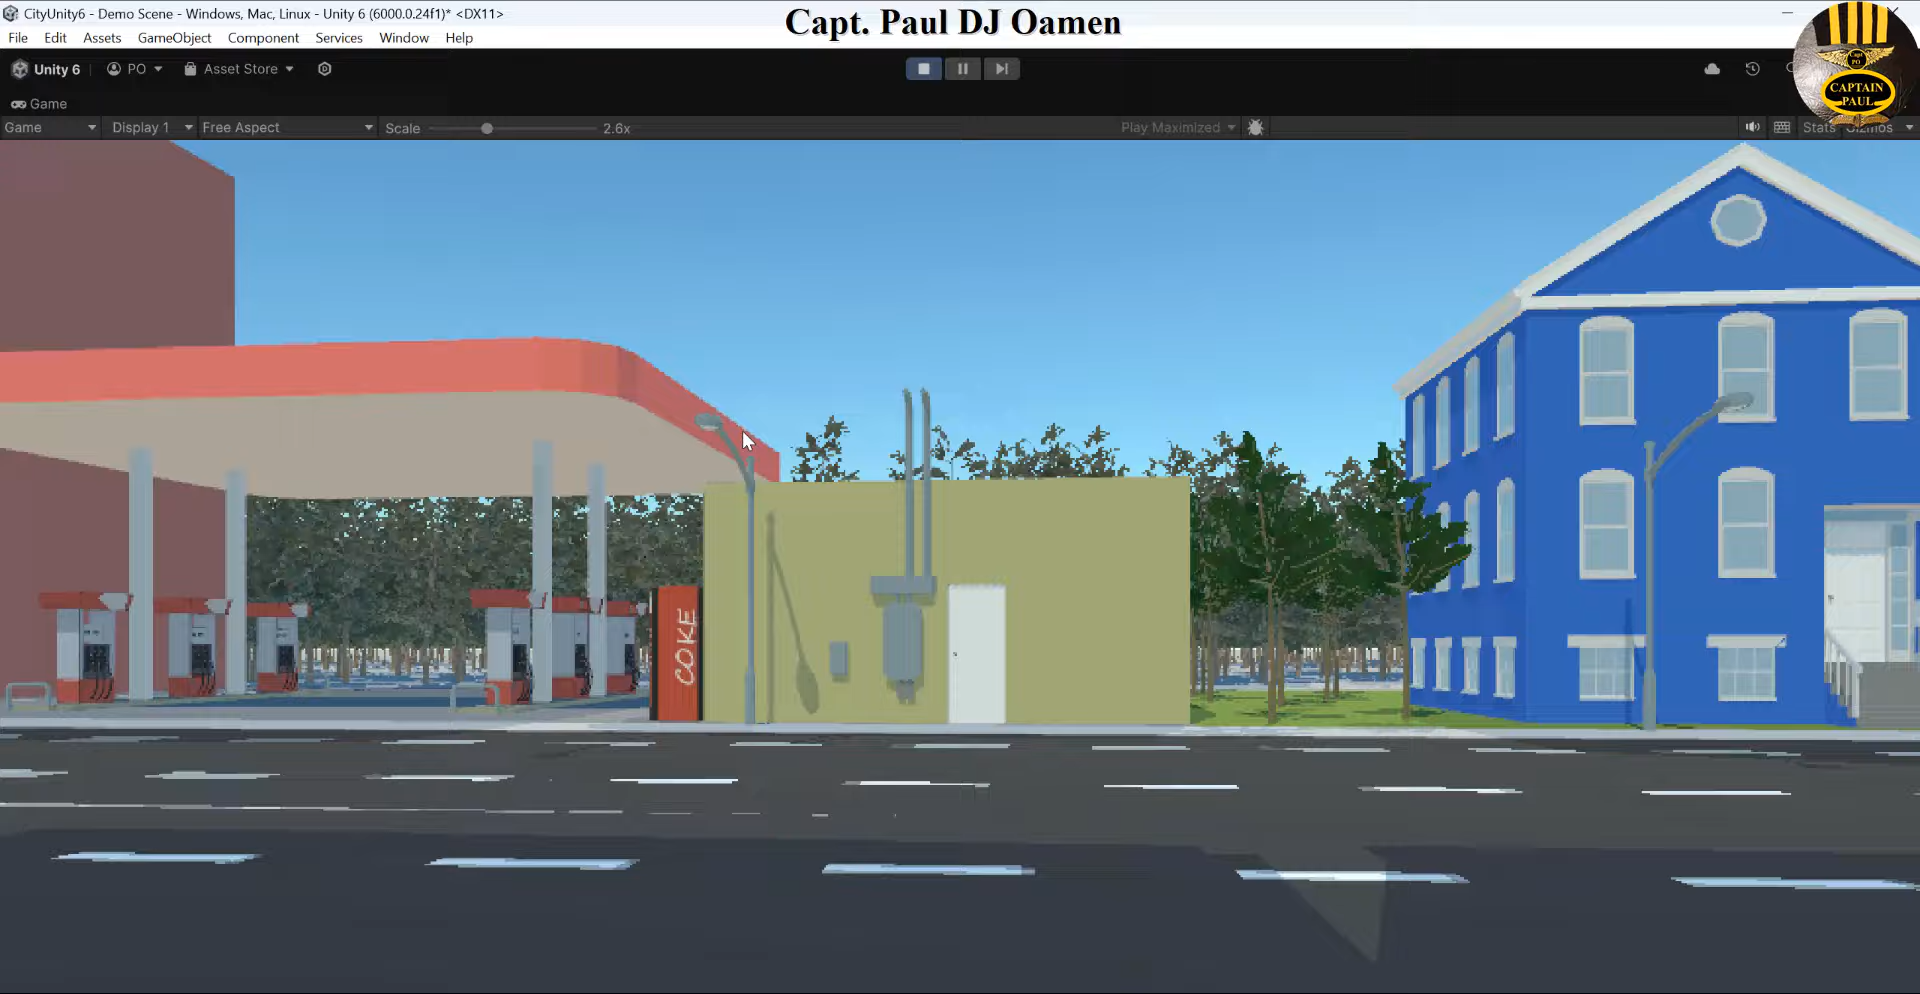 CityUnity6 - Demo Scene - Windows, Mac, Linux - Unity 6 (6000.0.24f1)* <DX11>
Capt. Paul DJ Oamen
File Edit Assets GameObject Component Services Window Help
Unity 6 PO Asset Store
Game
Game Display 1 Free Aspect Scale 2.6x Play Maximized Stats Gizmos
Capt
PO
CAPTAIN
PAUL
COKE